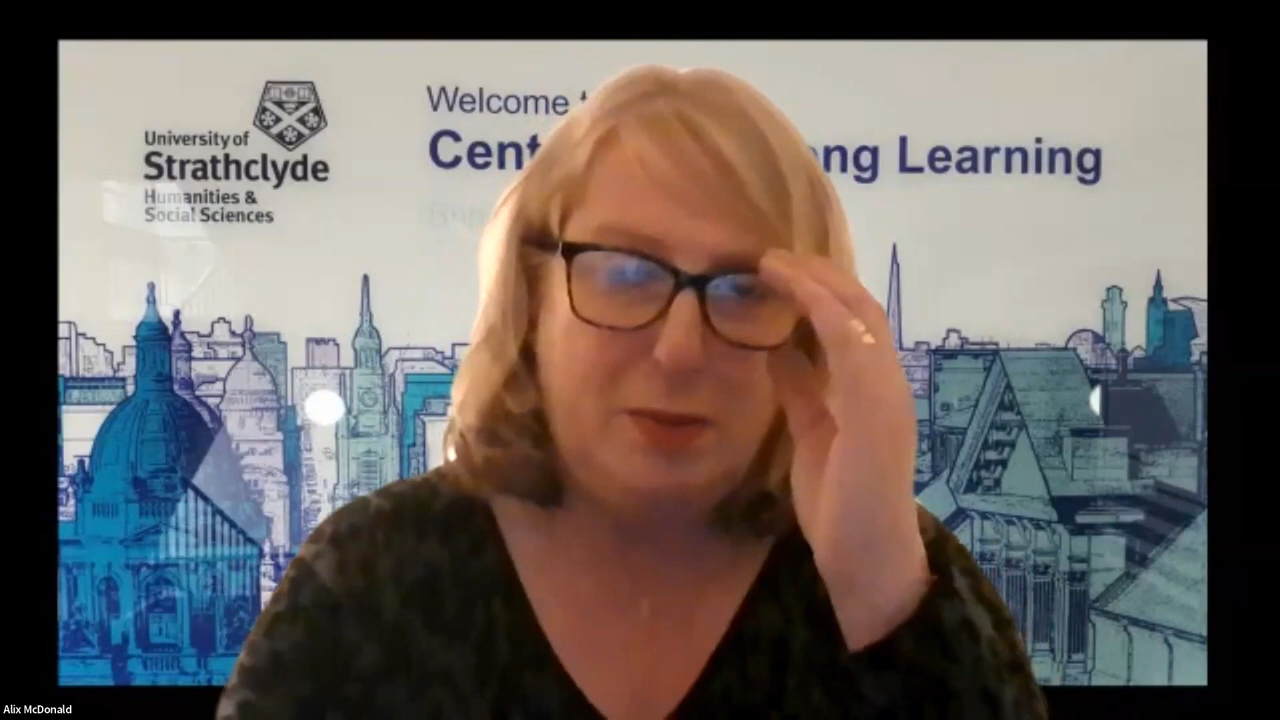 University of
Strathclyde
Humanities &
Social Sciences
Welcome
Cent ng Learning
Alix McDonald